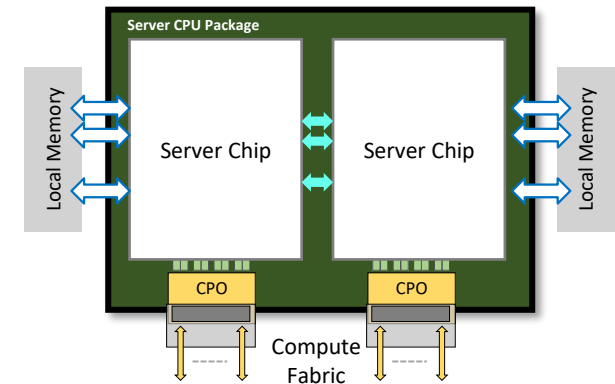 Server CPU Package
Local Memory
Server Chip
Server Chip
Local Memory
CPO
CPO
Compute
Fabric